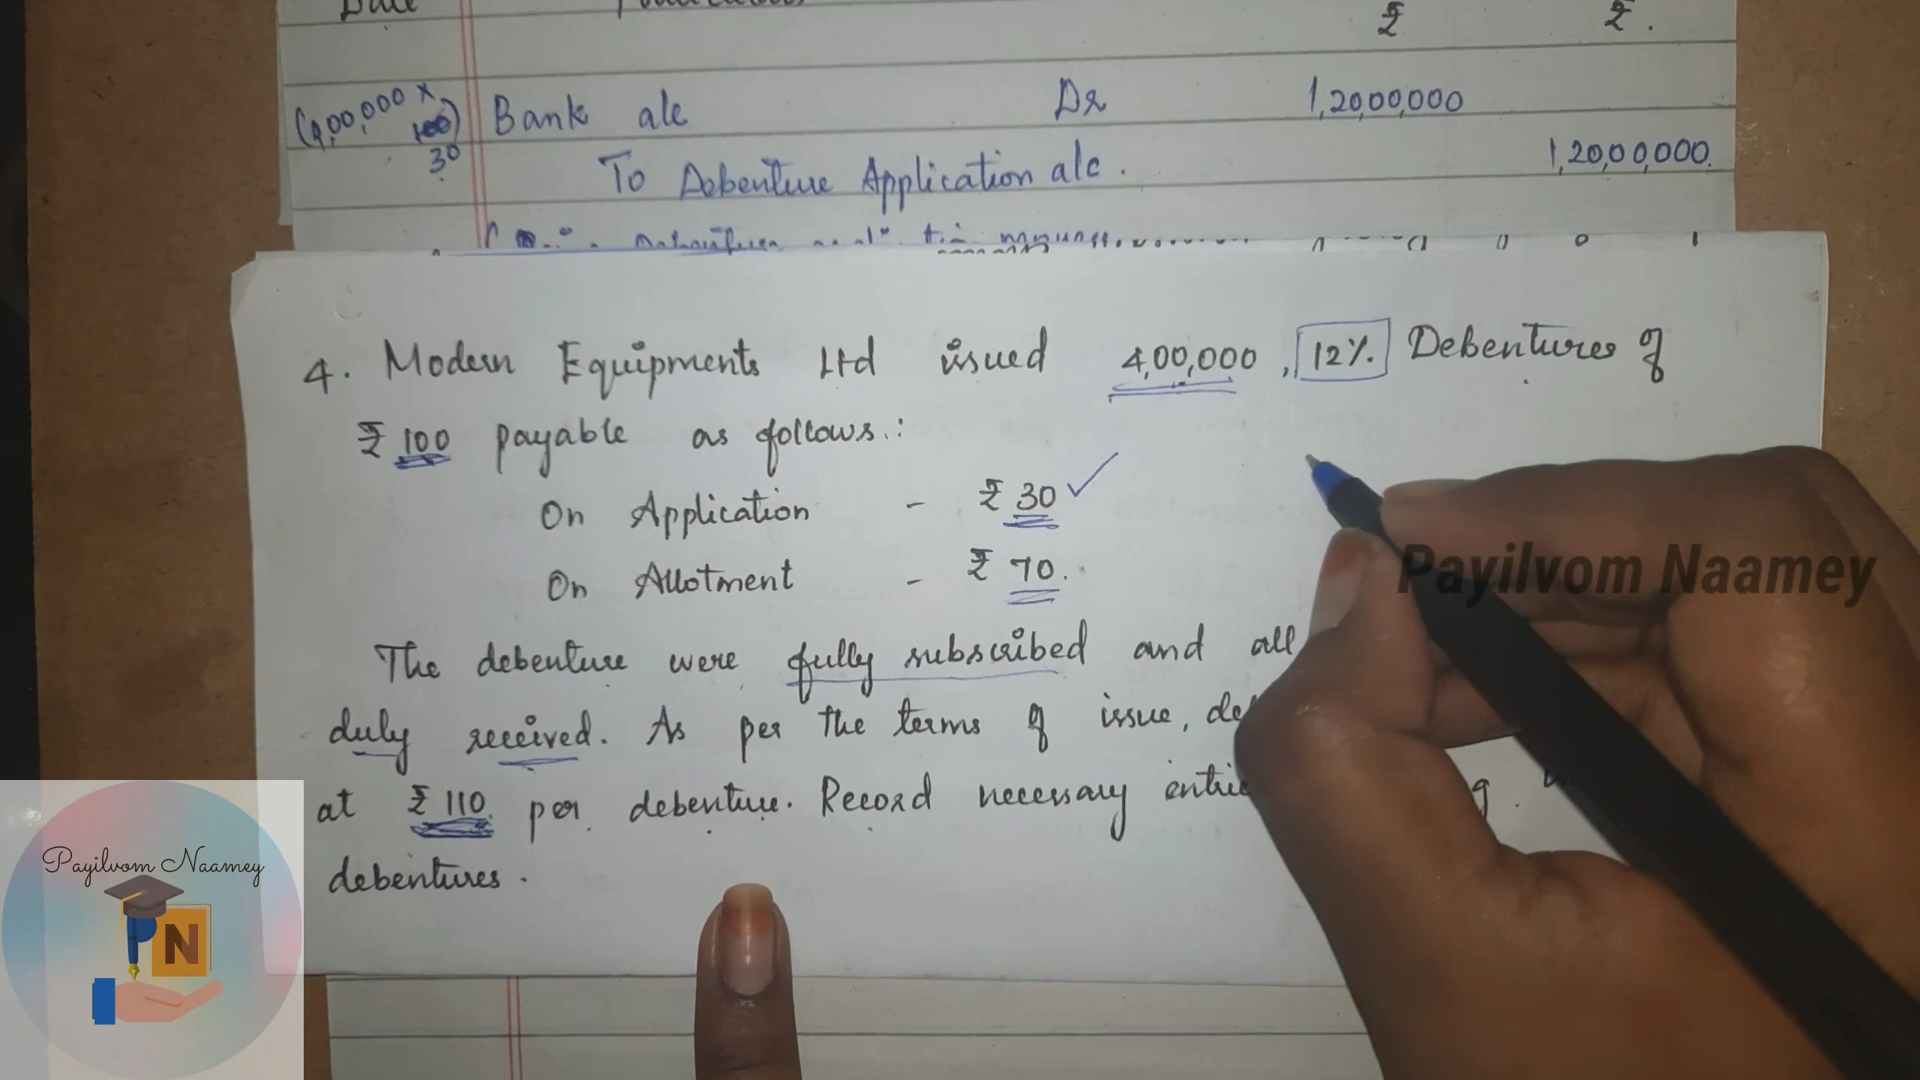 ₹ ₹.
(4,00,000 x Bank a/c Dr 1,20,00,000
100)
30 To Debenture Application a/c. 1,20,00,000
4. Modern Equipments Ltd issued 4,00,000, 12% Debentures of
₹ 100 payable as follows.:
On Application - ₹ 30 ✓
On Allotment - ₹ 70.
The debenture were fully subscribed and all
duly received. As per the terms of issue,
at ₹ 110 per debenture. Record necessary
debentures.
Payilvom Naamey
Payilvom Naamey
PN